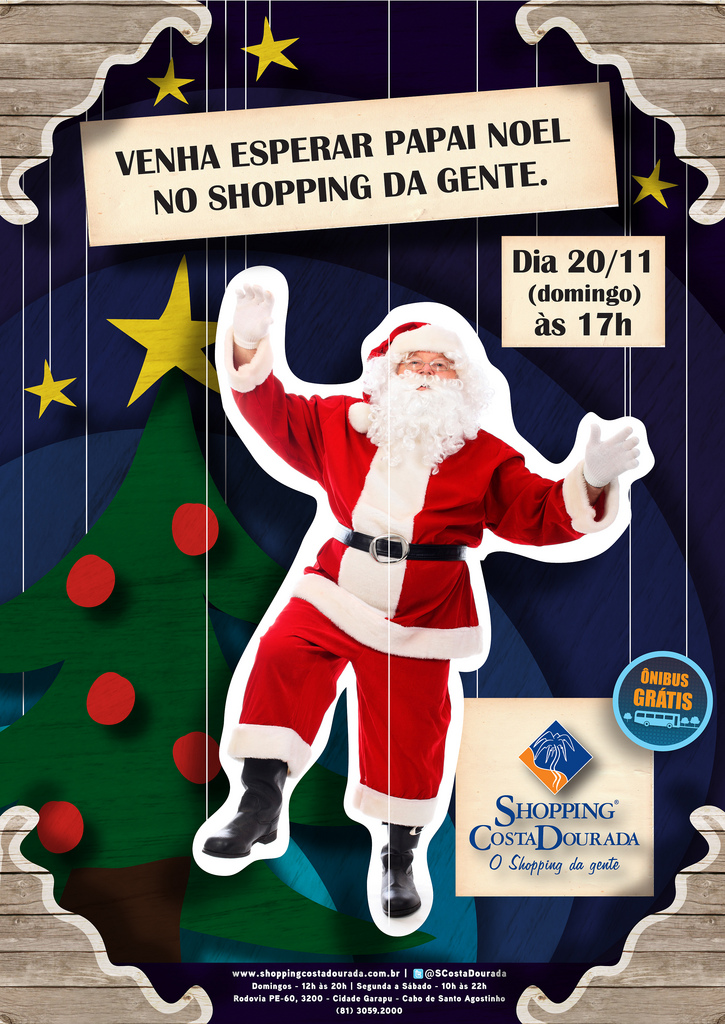 VENHA ESPERAR PAPAI NOEL
NO SHOPPING DA GENTE.
Dia 20/11
(domingo)
às 17h
ÔNIBUS
GRÁTIS
SHOPPING®
COSTADOURADA
O Shopping da gente
www.shoppingcostadourada.com.br | @SCostaDourada
Domingos - 12h às 20h | Segunda a Sábado - 10h às 22h
Rodovia PE-60, 3200 - Cidade Garapu - Cabo de Santo Agostinho
(81) 3059.2000